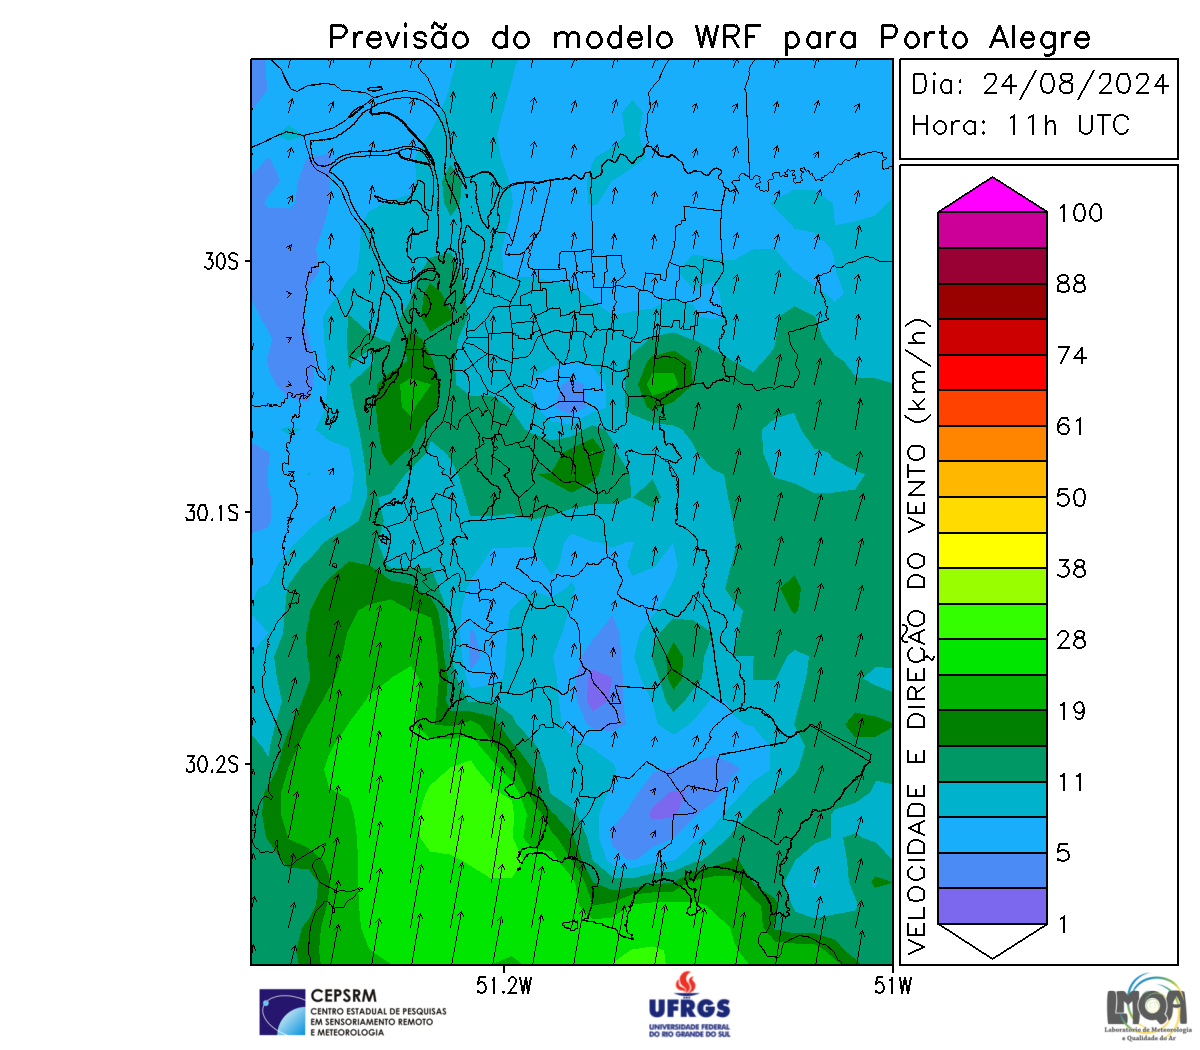 Previsão do modelo WRF para Porto Alegre
Dia: 24/08/2024
Hora: 11h UTC
30S
30.1S
30.2S
51.2W
51W
VELOCIDADE E DIREÇÃO DO VENTO (km/h)
100
88
74
61
50
38
28
19
11
5
1
CEPSRM
CENTRO ESTADUAL DE PESQUISAS
EM SENSORIAMENTO REMOTO
E METEOROLOGIA
UFRGS
UNIVERSIDADE FEDERAL
DO RIO GRANDE DO SUL
LMQA
Laboratório de Meteorologia
e Qualidade do Ar